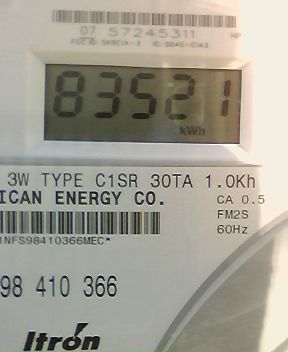 07 57245311
83521
kWh
3W TYPE C1SR 30TA 1.0Kh
ICAN ENERGY CO.
CA 0.5
FM2S
60Hz
1NFS98410366MEC*
98 410 366
Itron